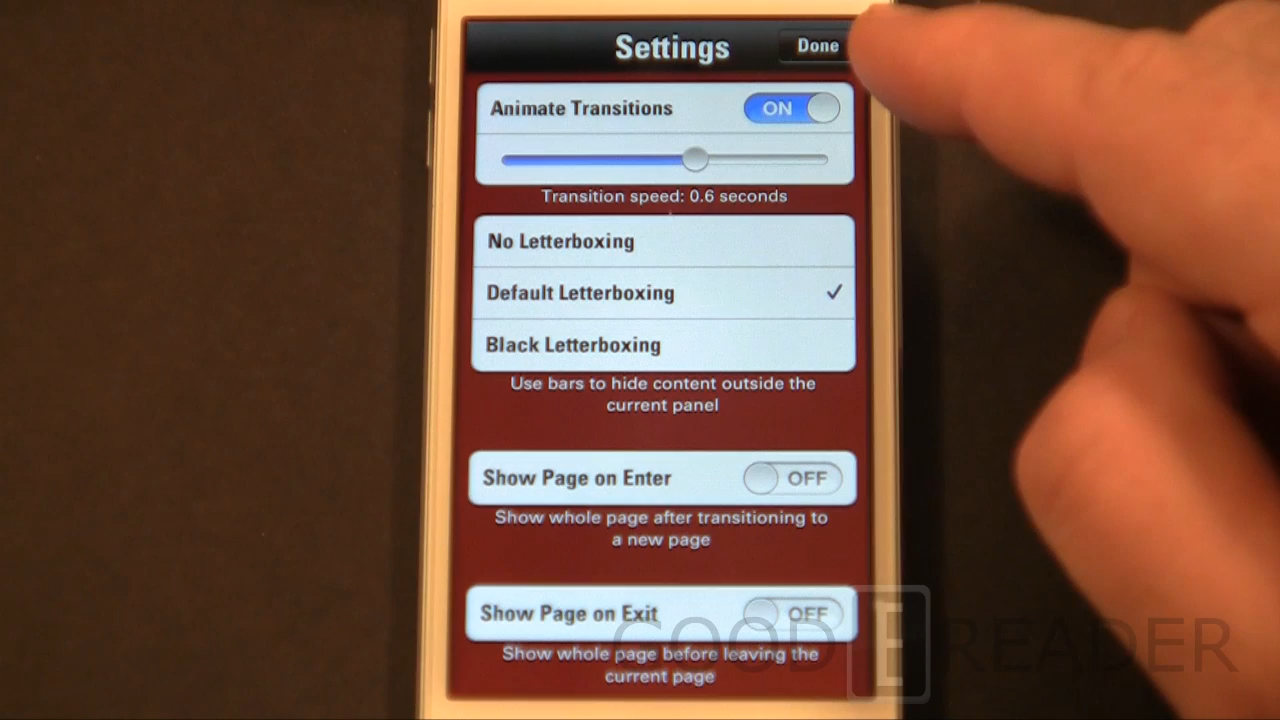 Settings
Done
Animate Transitions
ON
Transition speed: 0.6 seconds
No Letterboxing
Default Letterboxing
Black Letterboxing
Use bars to hide content outside the
current panel
Show Page on Enter
OFF
Show whole page after transitioning to
a new page
Show Page on Exit
OFF
GOOD E READER
Show whole page before leaving the
current page